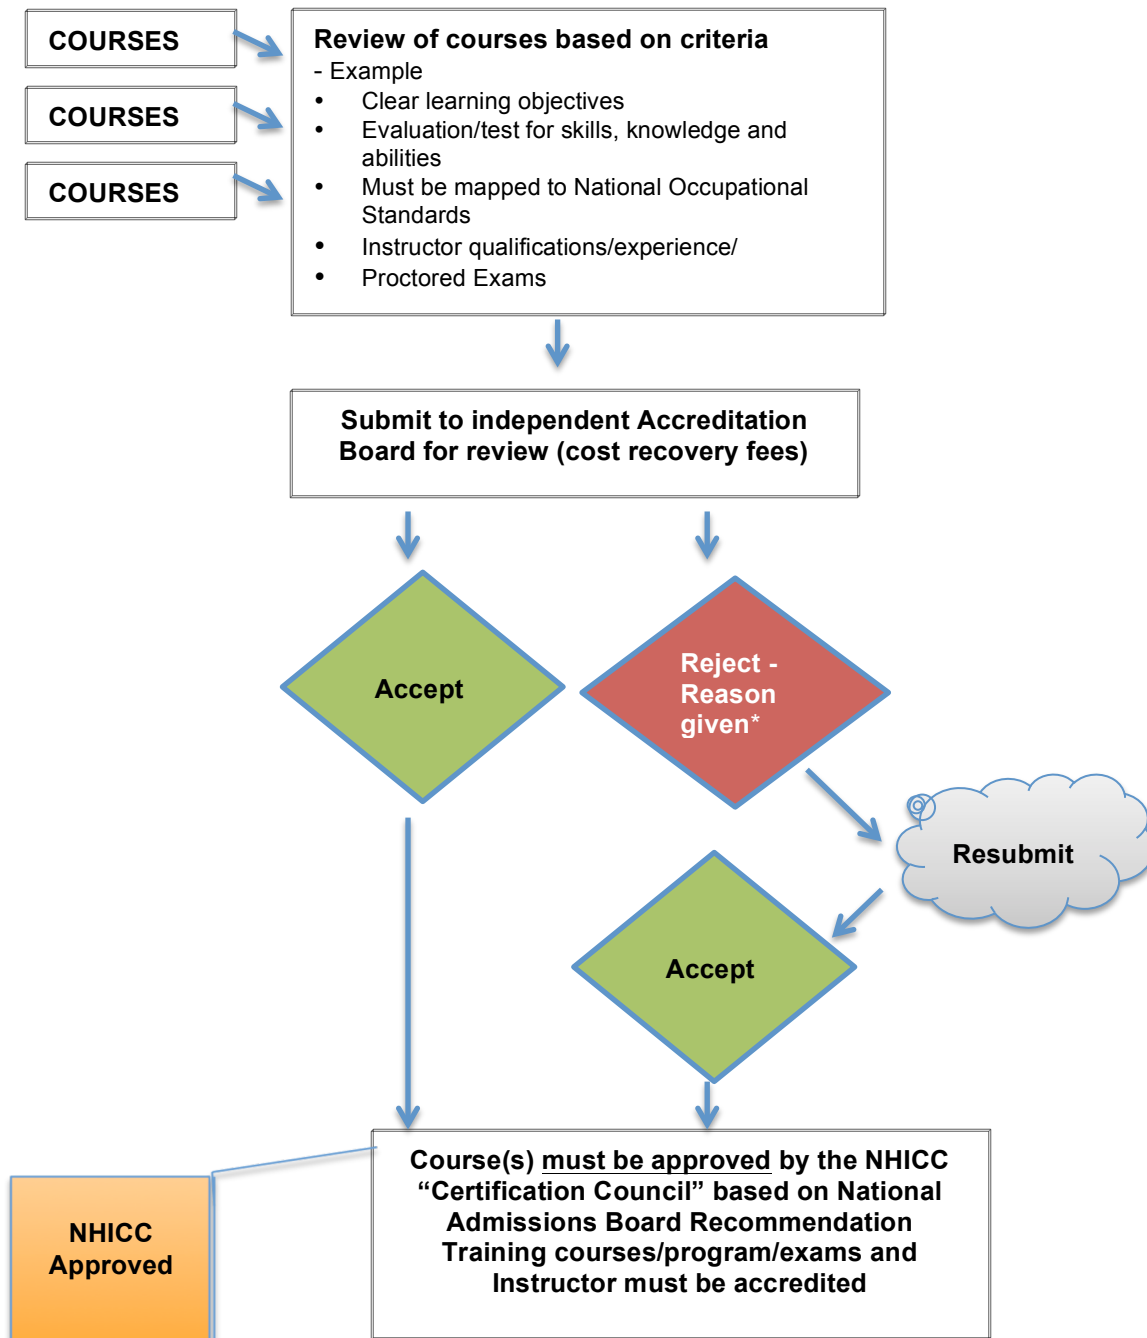 COURSES
COURSES
COURSES
Review of courses based on criteria
- Example
• Clear learning objectives
• Evaluation/test for skills, knowledge and
abilities
• Must be mapped to National Occupational
Standards
• Instructor qualifications/experience/
• Proctored Exams
Submit to independent Accreditation
Board for review (cost recovery fees)
Accept
Reject -
Reason
given*
Resubmit
Accept
Course(s) must be approved by the NHICC
“Certification Council” based on National
Admissions Board Recommendation
Training courses/program/exams and
Instructor must be accredited
NHICC
Approved